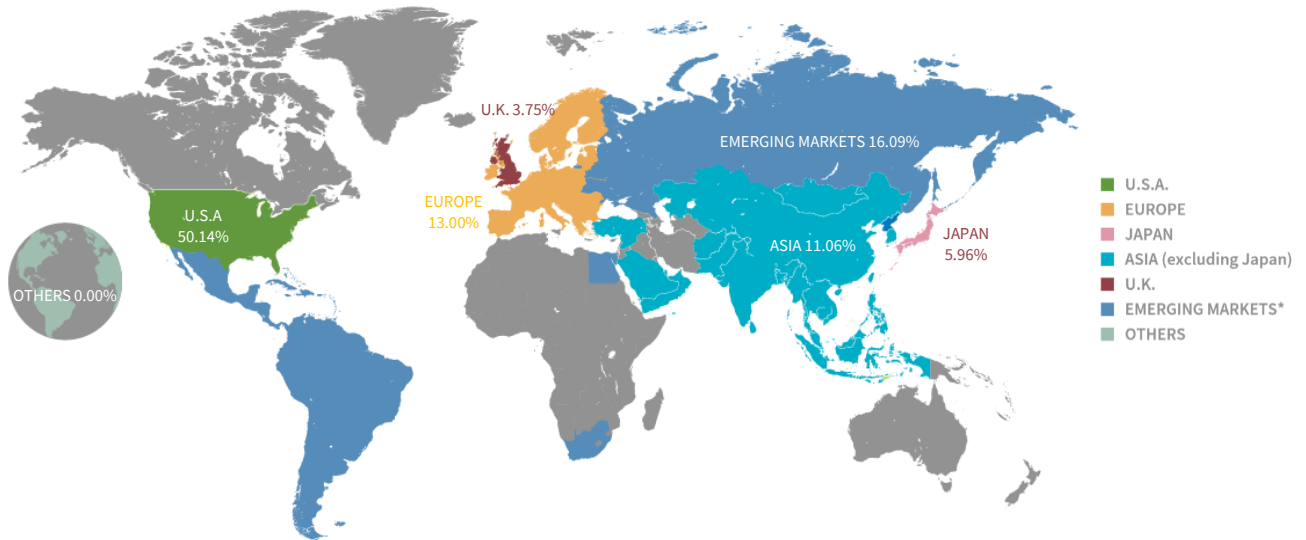 U.K. 3.75%
EMERGING MARKETS 16.09%
EUROPE
13.00%
U.S.A
50.14%
ASIA 11.06%
JAPAN
5.96%
OTHERS 0.00%
U.S.A.
EUROPE
JAPAN
ASIA (excluding Japan)
U.K.
EMERGING MARKETS*
OTHERS